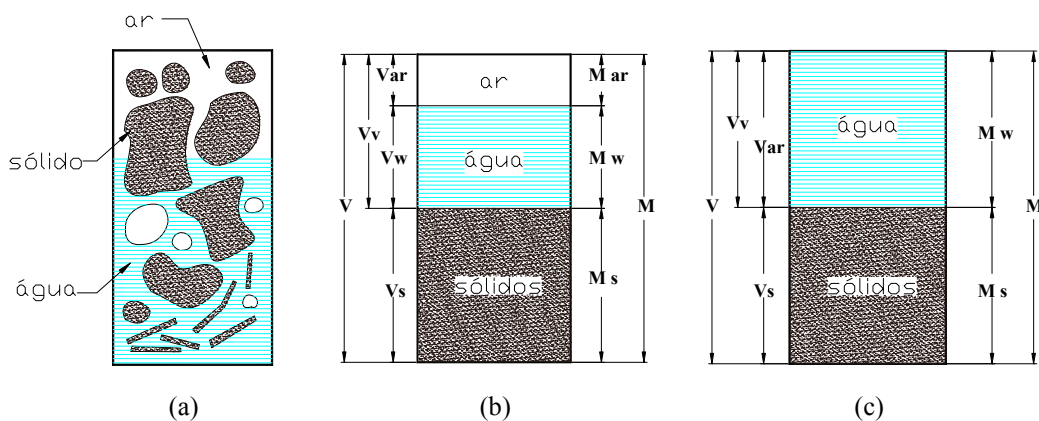 ar
sólido
água
(a)
V
Vv
Var
Vw
Vs
ar
água
sólidos
M ar
M w
M s
M
(b)
V
Vv
Var
Vs
água
sólidos
M w
M s
M
(c)